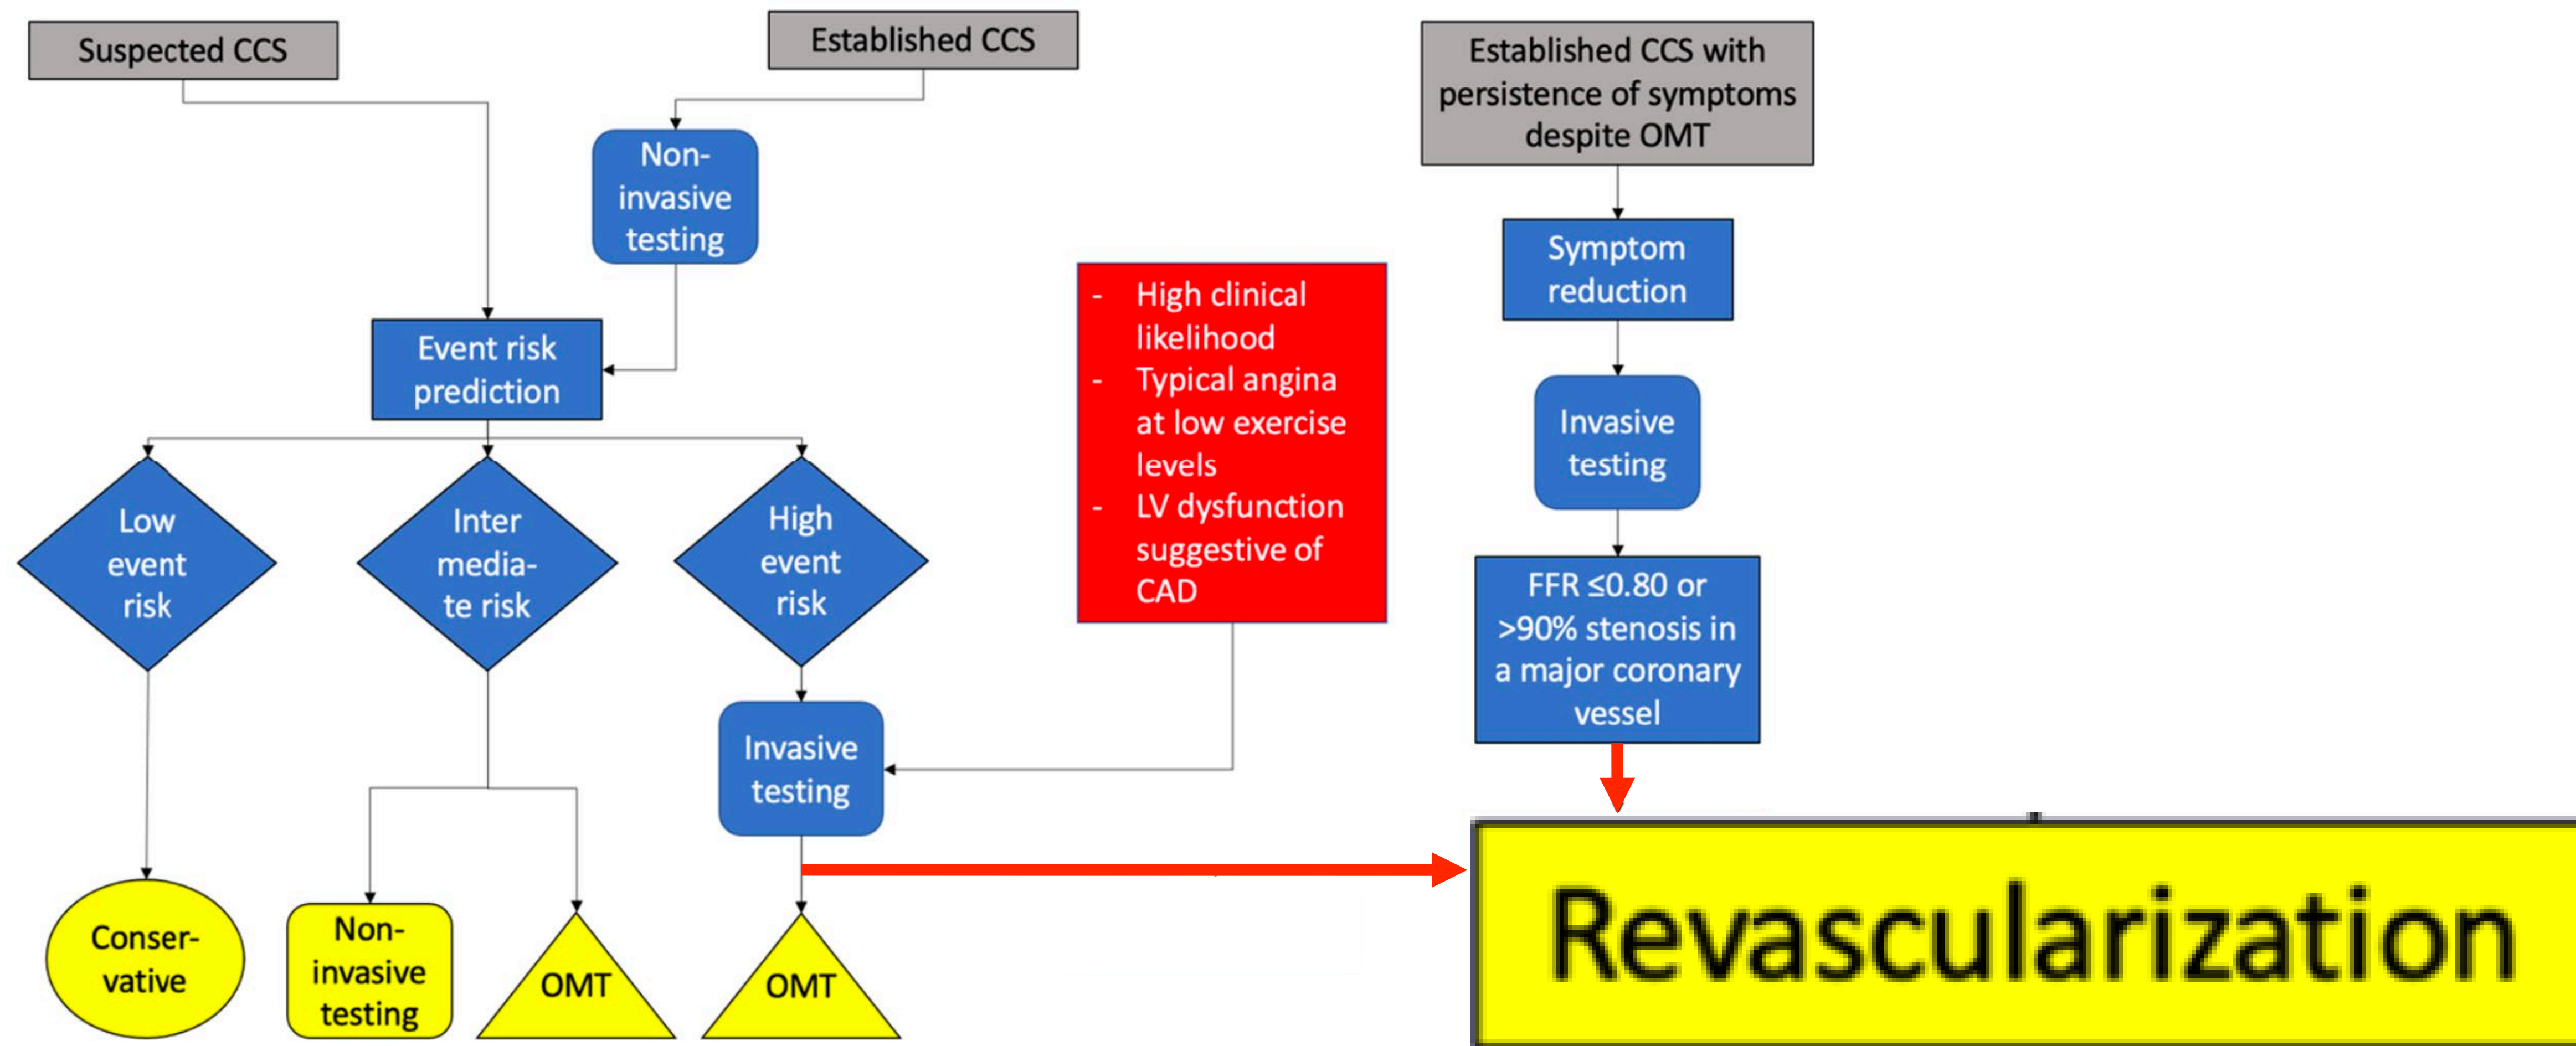 Suspected CCS
Established CCS
Established CCS with
persistence of symptoms
despite OMT
Non-
invasive
testing
Symptom
reduction
- High clinical
likelihood
- Typical angina
at low exercise
levels
- LV dysfunction
suggestive of
CAD
Event risk
prediction
Invasive
testing
Low
event
risk
Inter
media-
te risk
High
event
risk
FFR ≤0.80 or
>90% stenosis in
a major coronary
vessel
Invasive
testing
Conser-
vative
Non-
invasive
testing
OMT
OMT
Revascularization